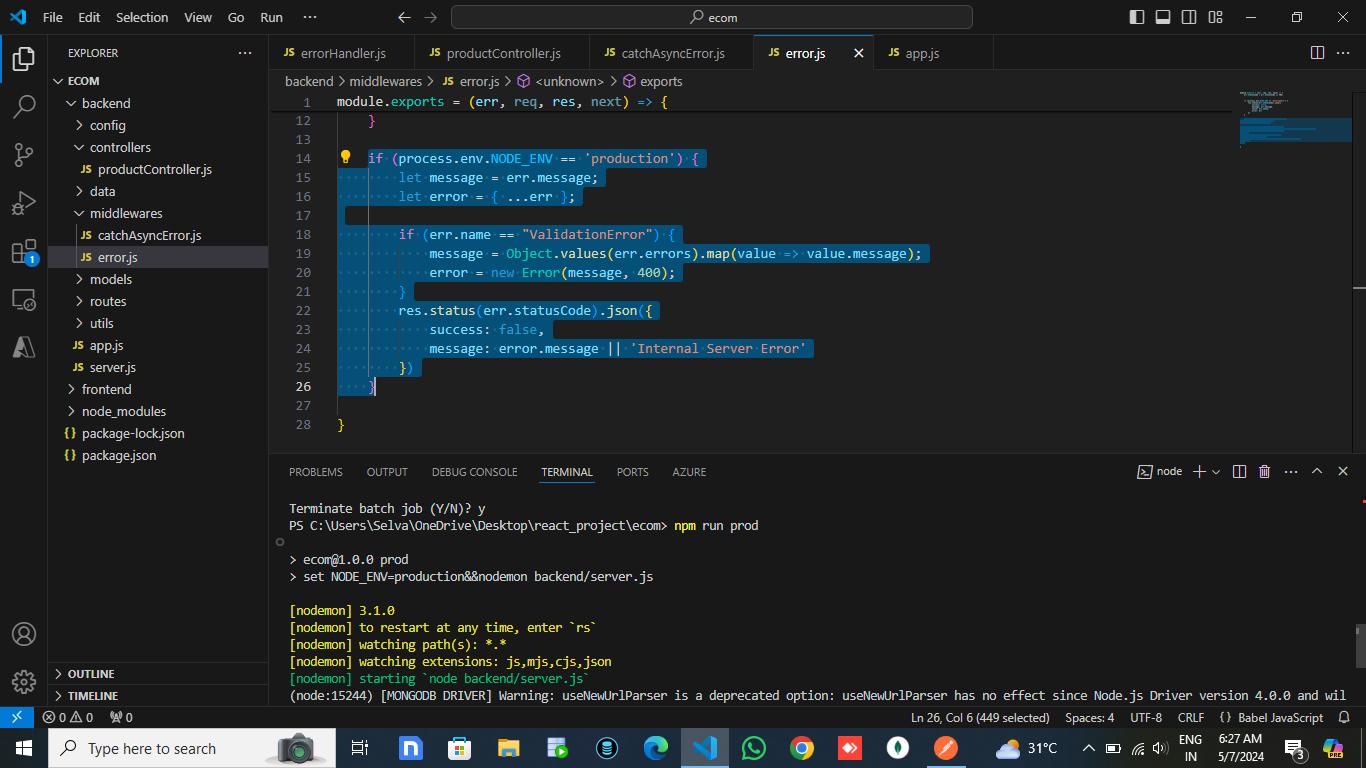 File Edit Selection View Go Run ··· ecom
EXPLORER ···
ECOM
backend
config
controllers
JS productController.js
data
middlewares
JS catchAsyncError.js
JS error.js
models
routes
utils
JS app.js
JS server.js
frontend
node_modules
{} package-lock.json
{} package.json
OUTLINE
TIMELINE
1
JS errorHandler.js JS productController.js JS catchAsyncError.js JS error.js JS app.js
backend > middlewares > JS error.js > <unknown> > exports
1 module.exports = (err, req, res, next) => {
12 }
13
14 if (process.env.NODE_ENV == 'production') {
15 let message = err.message;
16 let error = { ...err };
17
18 if (err.name == "ValidationError") {
19 message = Object.values(err.errors).map(value => value.message);
20 error = new Error(message, 400);
21 }
22 res.status(err.statusCode).json({
23 success: false,
24 message: error.message || 'Internal Server Error'
25 })
26 }
27
28 }
PROBLEMS OUTPUT DEBUG CONSOLE TERMINAL PORTS AZURE node
Terminate batch job (Y/N)? y
PS C:\Users\Selva\OneDrive\Desktop\react_project\ecom> npm run prod
> ecom@1.0.0 prod
> set NODE_ENV=production&&nodemon backend/server.js
[nodemon] 3.1.0
[nodemon] to restart at any time, enter `rs`
[nodemon] watching path(s): *.*
[nodemon] watching extensions: js,mjs,cjs,json
[nodemon] starting `node backend/server.js`
(node:15244) [MONGODB DRIVER] Warning: useNewUrlParser is a deprecated option: useNewUrlParser has no effect since Node.js Driver version 4.0.0 and wil
0 0 0 Ln 26, Col 6 (449 selected) Spaces: 4 UTF-8 CRLF {} Babel JavaScript
Type here to search 31°C ENG IN 6:27 AM 5/7/2024 3 PRE